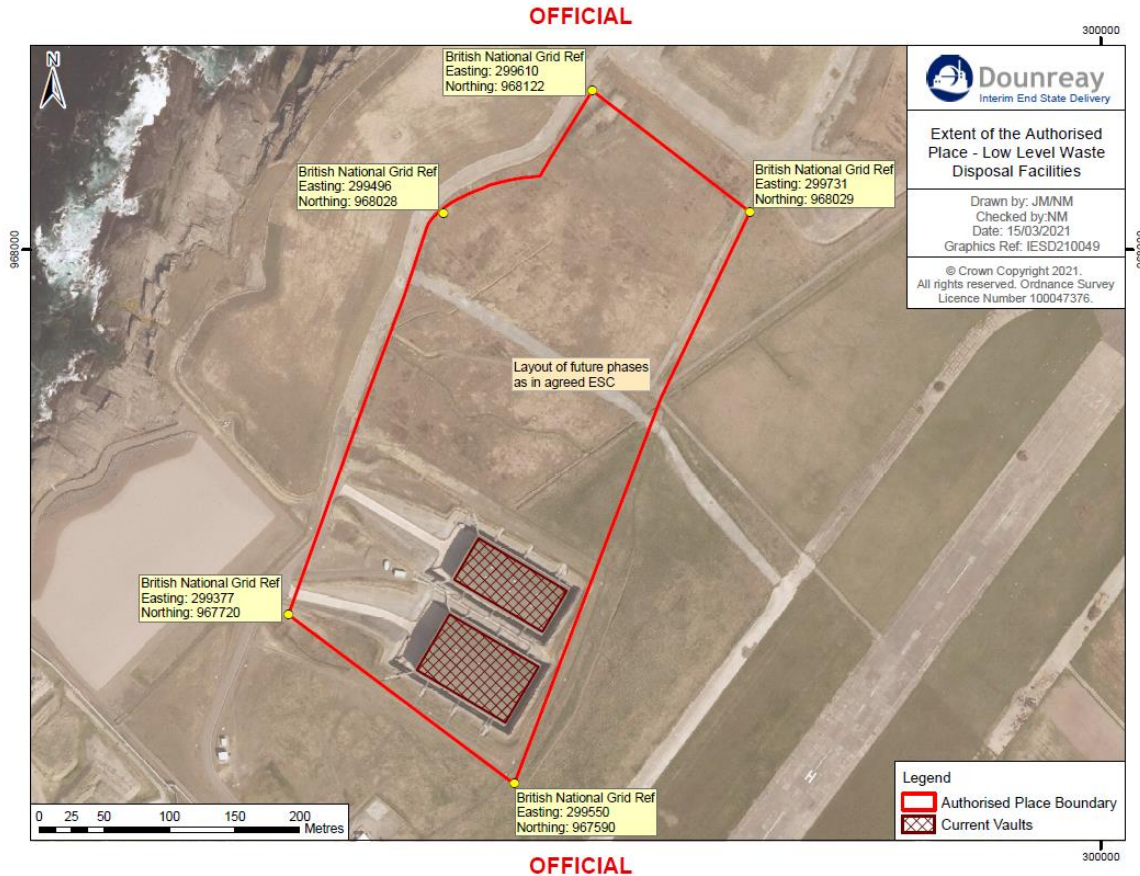 OFFICIAL
300000
N
British National Grid Ref
Easting: 299610
Northing: 968122
Dounreay
Interim End State Delivery
Extent of the Authorised
Place - Low Level Waste
Disposal Facilities
British National Grid Ref
Easting: 299496
Northing: 968028
British National Grid Ref
Easting: 299731
Northing: 968029
Drawn by: JM/NM
Checked by:NM
Date: 15/03/2021
Graphics Ref: IESD210049
968000
968000
© Crown Copyright 2021.
All rights reserved. Ordnance Survey
Licence Number 100047376.
Layout of future phases
as in agreed ESC
British National Grid Ref
Easting: 299377
Northing: 967720
H
British National Grid Ref
Easting: 299550
Northing: 967590
Legend
Authorised Place Boundary
Current Vaults
0 25 50 100 150 200
Metres
300000
OFFICIAL